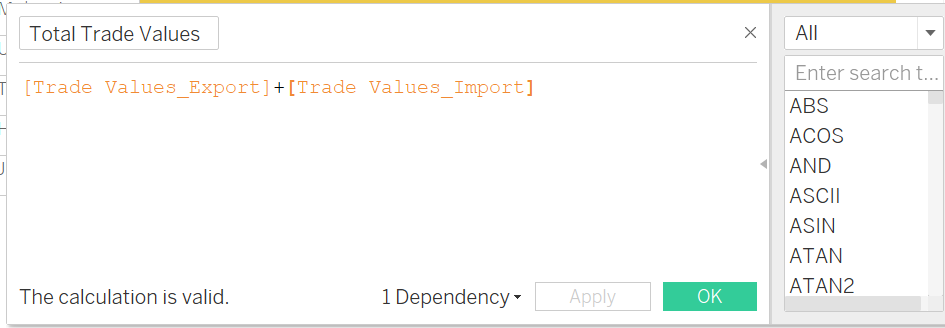 Total Trade Values
[Trade Values_Export]+[Trade Values_Import]
The calculation is valid.
1 Dependency
Apply
OK
All
Enter search t...
ABS
ACOS
AND
ASCII
ASIN
ATAN
ATAN2